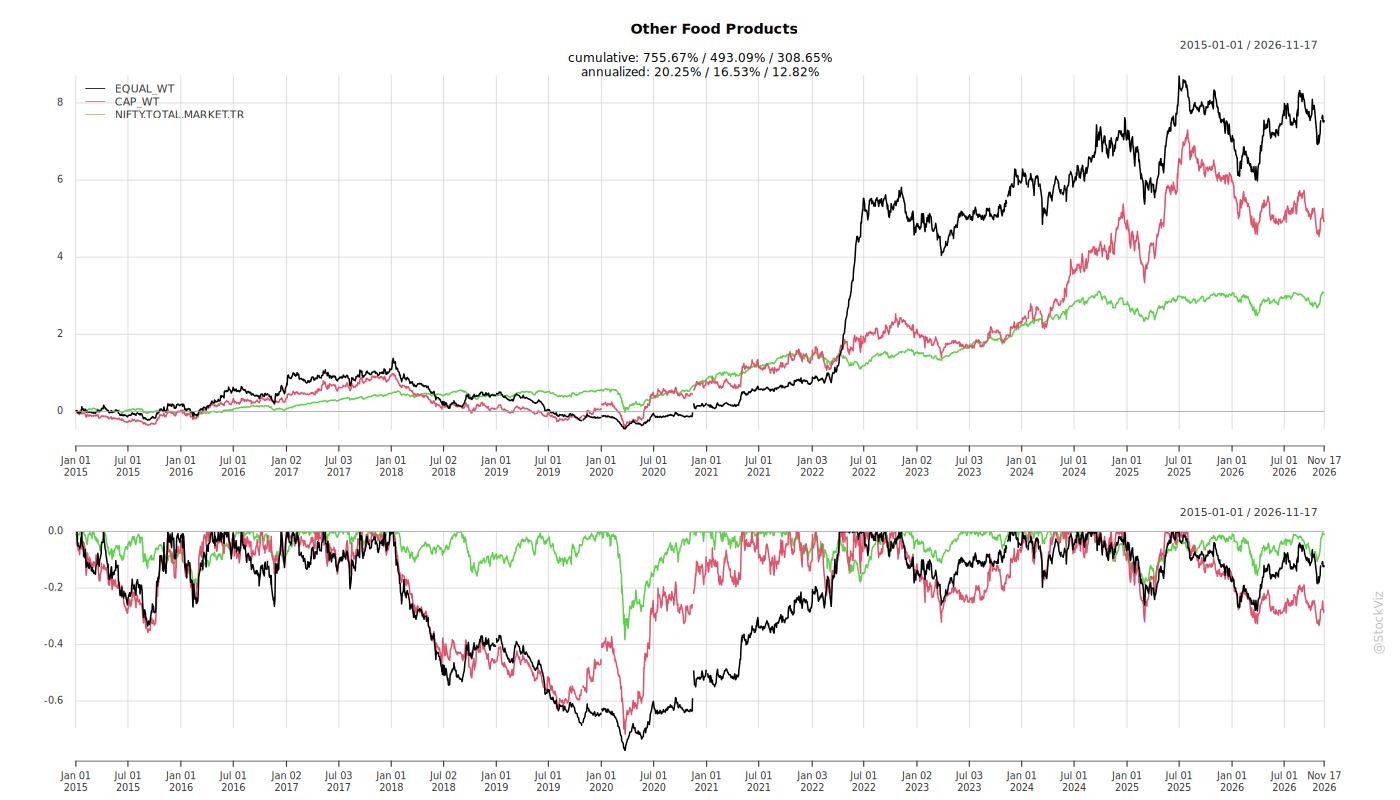 Other Food Products
2015-01-01 / 2026-11-17
cumulative: 755.67% / 493.09% / 308.65%
annualized: 20.25% / 16.53% / 12.82%
EQUAL_WT
CAP_WT
NIFTY.TOTAL.MARKET.TR
8
6
4
2
0
Jan 01 Jul 01 Jan 01 Jul 01 Jan 02 Jul 03 Jan 01 Jul 02 Jan 01 Jul 01 Jan 01 Jul 01 Jan 01 Jul 01 Jan 03 Jul 01 Jan 02 Jul 03 Jan 01 Jul 01 Jan 01 Jul 01 Jan 01 Jul 01 Nov 17
2015 2015 2016 2016 2017 2017 2018 2018 2019 2019 2020 2020 2021 2021 2022 2022 2023 2023 2024 2024 2025 2025 2026 2026 2026
2015-01-01 / 2026-11-17
0.0
-0.2
-0.4
-0.6
Jan 01 Jul 01 Jan 01 Jul 01 Jan 02 Jul 03 Jan 01 Jul 02 Jan 01 Jul 01 Jan 01 Jul 01 Jan 01 Jul 01 Jan 03 Jul 01 Jan 02 Jul 03 Jan 01 Jul 01 Jan 01 Jul 01 Jan 01 Jul 01 Nov 17
2015 2015 2016 2016 2017 2017 2018 2018 2019 2019 2020 2020 2021 2021 2022 2022 2023 2023 2024 2024 2025 2025 2026 2026 2026
@StockViz